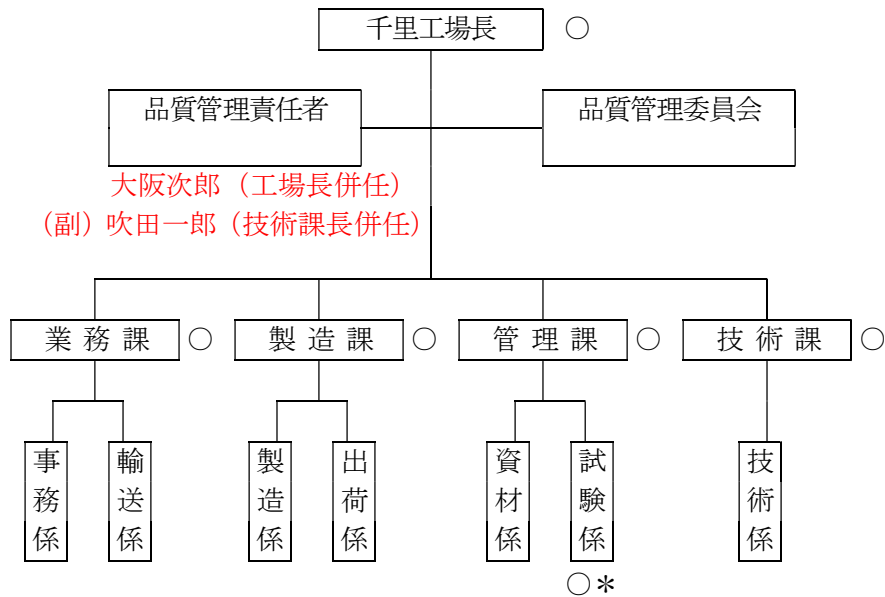 千里工場長 ○
品質管理責任者
品質管理委員会
大阪次郎（工場長併任）
（副）吹田一郎（技術課長併任）
業務課 ○
製造課 ○
管理課 ○
技術課 ○
事務係
輸送係
製造係
出荷係
資材係
試験係
技術係
○＊